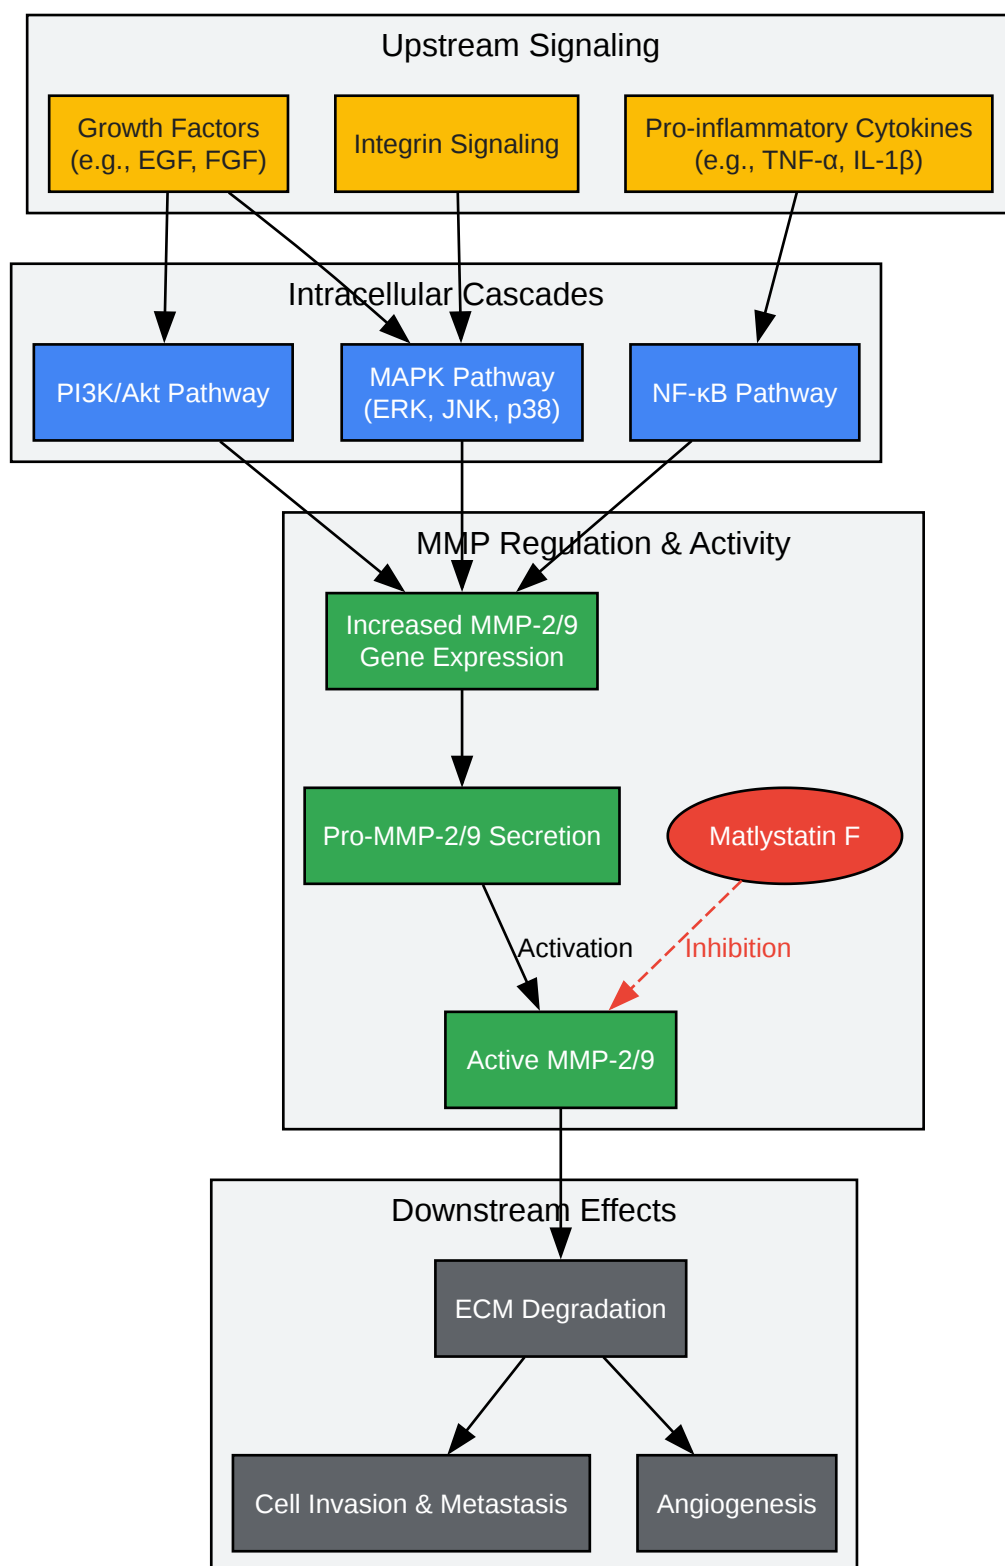 Upstream Signaling
Growth Factors
(e.g., EGF, FGF)
Integrin Signaling
Pro-inflammatory Cytokines
(e.g., TNF-α, IL-1β)
Intracellular Cascades
PI3K/Akt Pathway
MAPK Pathway
(ERK, JNK, p38)
NF-κB Pathway
MMP Regulation & Activity
Increased MMP-2/9
Gene Expression
Pro-MMP-2/9 Secretion
Matlystatin F
Activation
Inhibition
Active MMP-2/9
Downstream Effects
ECM Degradation
Cell Invasion & Metastasis
Angiogenesis